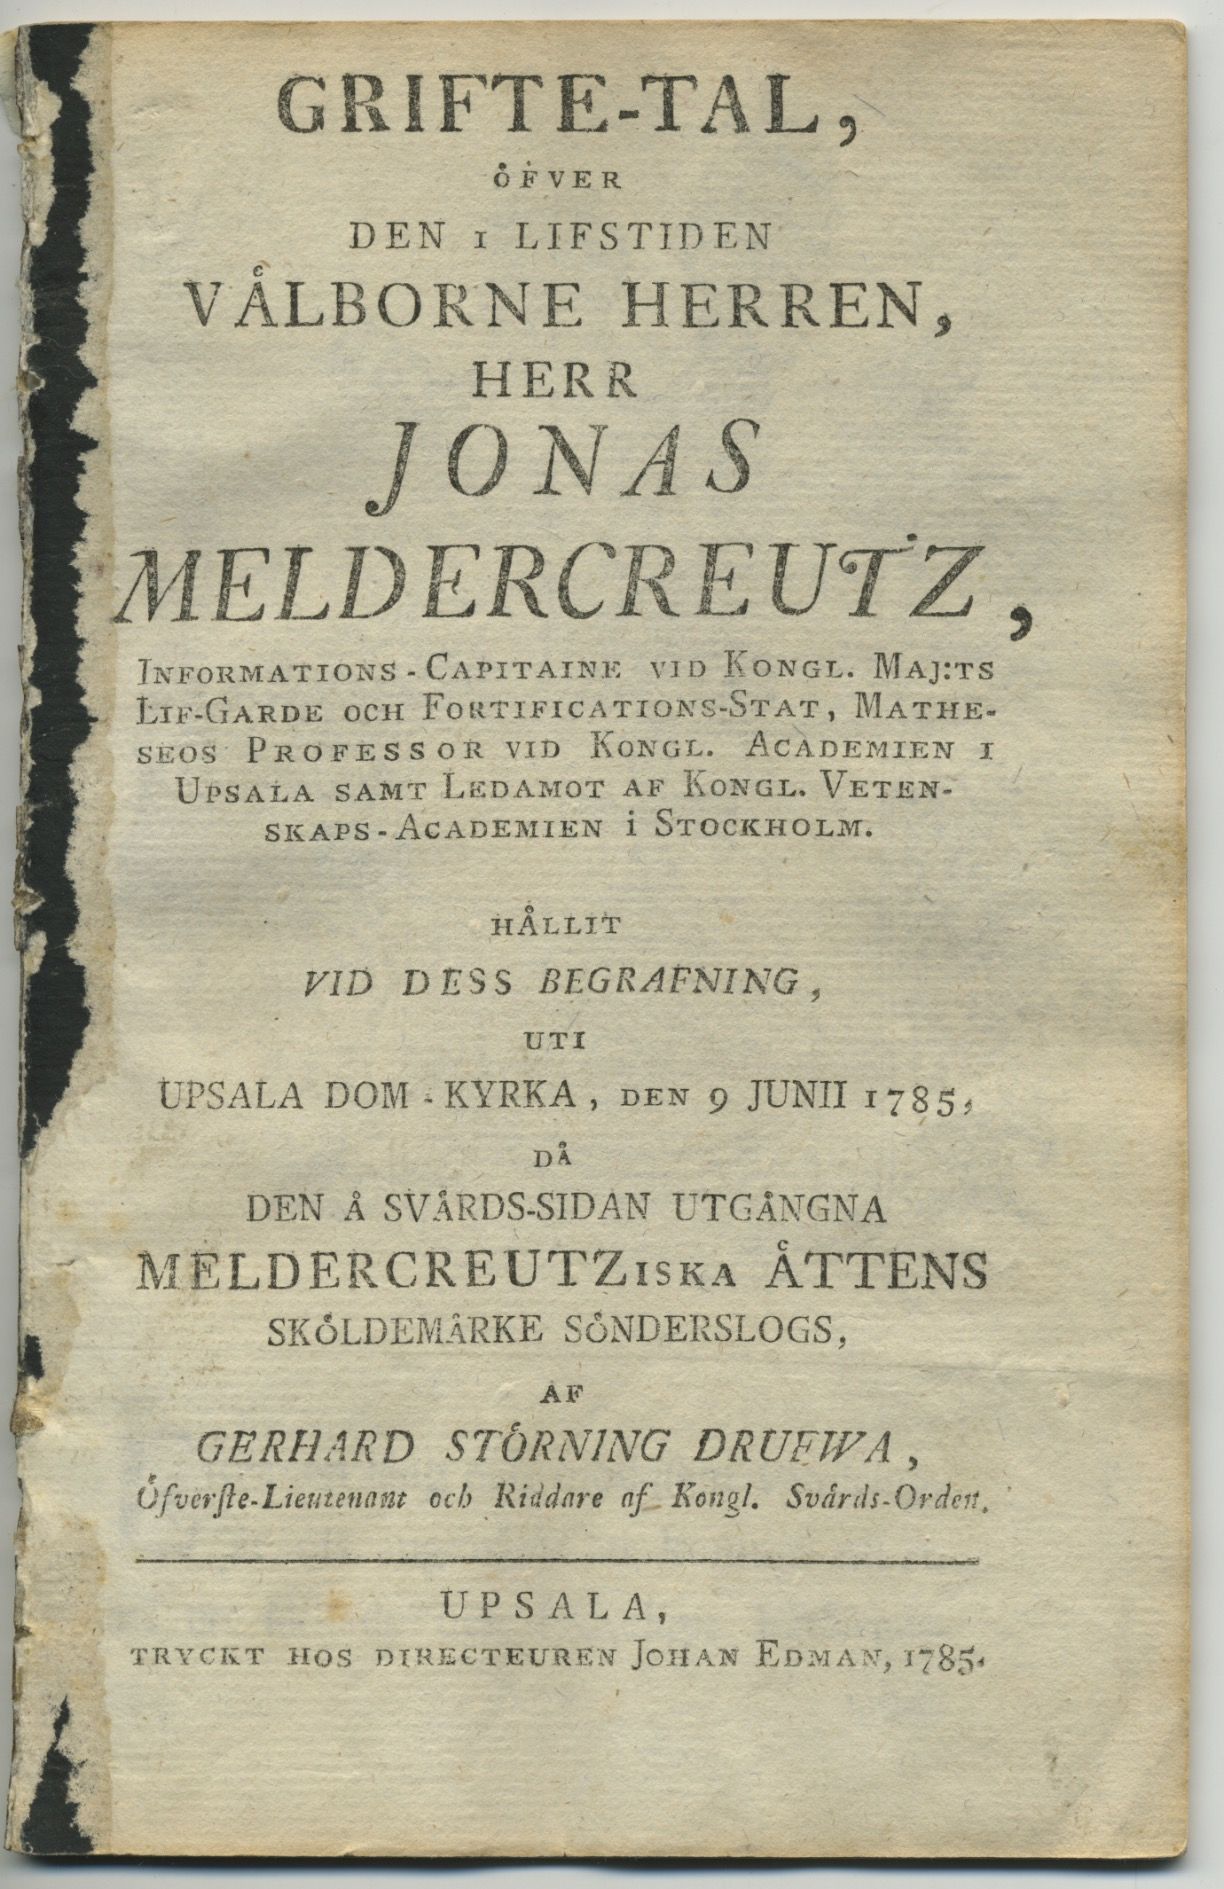 GRIFTE-TAL,
ÖFVER
DEN I LIFSTIDEN
VÄLBORNE HERREN,
HERR
JONAS
MELDERCREUTZ,
INFORMATIONS-CAPITAINE VID KONGL. MAJ:TS
LIF-GARDE OCH FORTIFICATIONS-STAT, MATHE-
SEOS PROFESSOR VID KONGL. ACADEMIEN I
UPSALA SAMT LEDAMOT AF KONGL. VETEN-
SKAPS-ACADEMIEN i STOCKHOLM.
HÅLLIT
VID DESS BEGRAFNING,
UTI
UPSALA DOM-KYRKA, DEN 9 JUNII 1785,
DÅ
DEN Å SVÄRDS-SIDAN UTGÅNGNA
MELDERCREUTZISKA ÄTTENS
SKÖLDEMÄRKE SÖNDERSLOGS,
AF
GERHARD STÖRNING DRUFWA,
Öfverſte-Lieutenant och Riddare af Kongl. Svärds-Orden.
UPSALA,
TRYCKT HOS DIRECTEUREN JOHAN EDMAN, 1785.